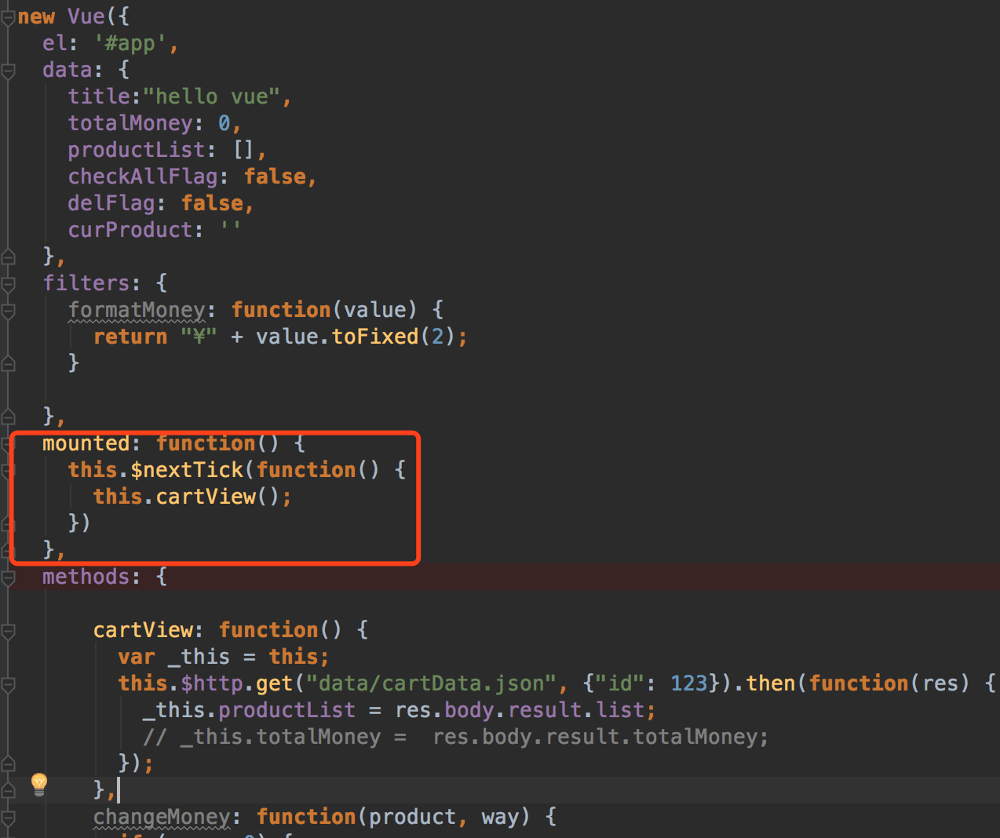 new Vue({
  el: '#app',
  data: {
    title:"hello vue",
    totalMoney: 0,
    productList: [],
    checkAllFlag: false,
    delFlag: false,
    curProduct: ''
  },
  filters: {
    formatMoney: function(value) {
      return "¥" + value.toFixed(2);
    }
  },
  mounted: function() {
    this.$nextTick(function() {
      this.cartView();
    })
  },
  methods: {
      cartView: function() {
        var _this = this;
        this.$http.get("data/cartData.json", {"id": 123}).then(function(res) {
          _this.productList = res.body.result.list;
          // _this.totalMoney =  res.body.result.totalMoney;
        });
      },
      changeMoney: function(product, way) {